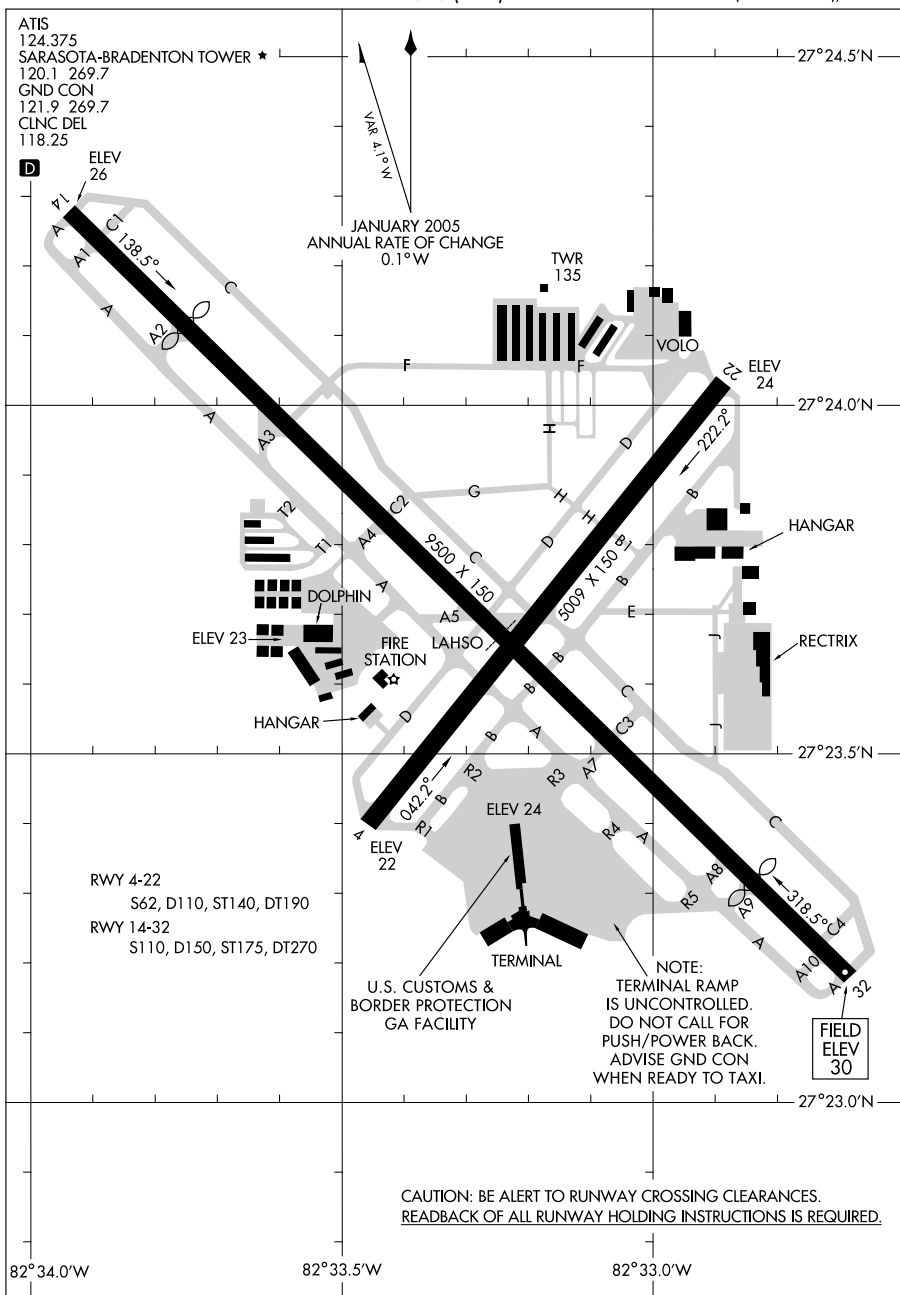 ATIS
124.375
SARASOTA-BRADENTON TOWER ★
120.1 269.7
GND CON
121.9 269.7
CLNC DEL
118.25
D
27°24.5'N
VAR 4.1° W
JANUARY 2005
ANNUAL RATE OF CHANGE
0.1° W
ELEV
26
14
A
C1
A1
138.5°
C
A
A2
TWR
135
VOLO
F
F
22
ELEV
24
27°24.0'N
222.2°
A
A3
H
D
B
G
H
H
T2
C2
T1
A4
D
B1
HANGAR
9500 X 150
C
5009 X 150
B
A
DOLPHIN
A5
E
ELEV 23
LAHSO
J
RECTRIX
FIRE
STATION
B
B
C
HANGAR
D
B
A
C3
J
27°23.5'N
042.2°
R2
R3
A7
B
4
R1
ELEV
22
ELEV 24
R4
A
C
A8
318.5°
RWY 4-22
S62, D110, ST140, DT190
RWY 14-32
S110, D150, ST175, DT270
R5
A9
C4
A
A10
A
32
TERMINAL
U.S. CUSTOMS &
BORDER PROTECTION
GA FACILITY
NOTE:
TERMINAL RAMP
IS UNCONTROLLED.
DO NOT CALL FOR
PUSH/POWER BACK.
ADVISE GND CON
WHEN READY TO TAXI.
FIELD
ELEV
30
27°23.0'N
CAUTION: BE ALERT TO RUNWAY CROSSING CLEARANCES.
READBACK OF ALL RUNWAY HOLDING INSTRUCTIONS IS REQUIRED.
82°34.0'W
82°33.5'W
82°33.0'W